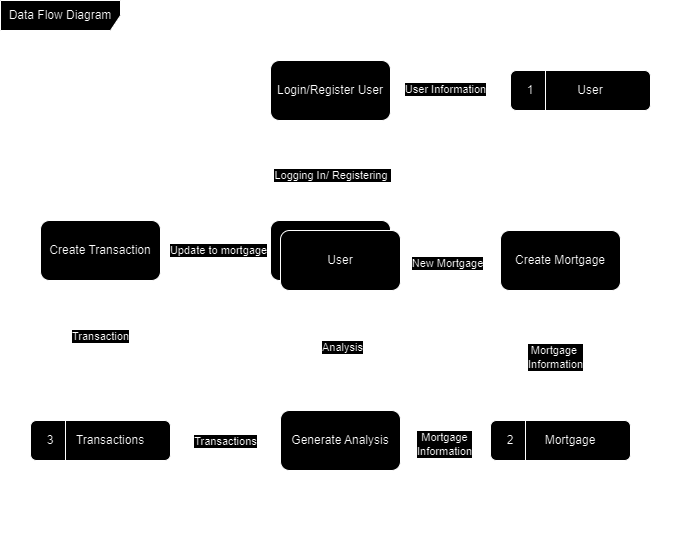 Data Flow Diagram
Login/Register User
User Information
1
User
Logging In/ Registering
Create Transaction
Update to mortgage
User
New Mortgage
Create Mortgage
Transaction
Analysis
Mortgage
Information
3
Transactions
Transactions
Generate Analysis
Mortgage
Information
2
Mortgage